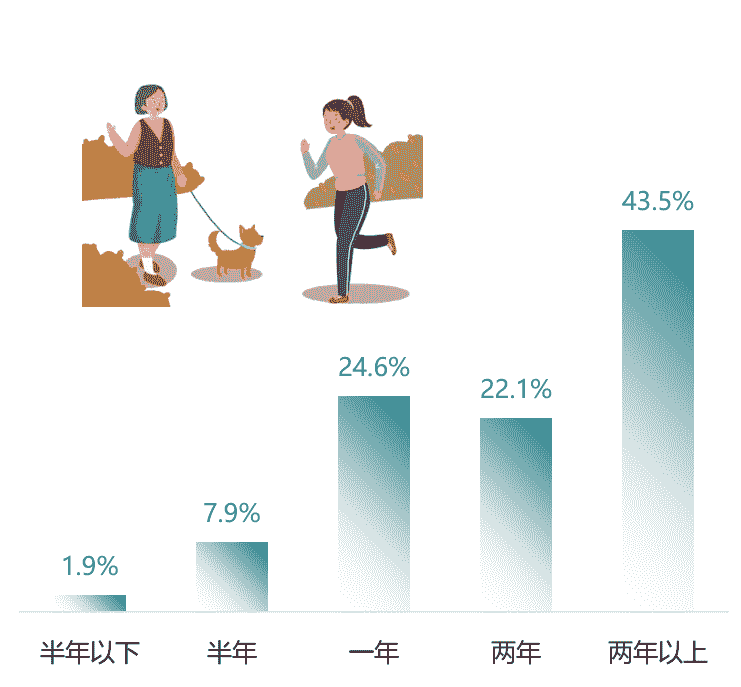 43.5%
24.6%
22.1%
7.9%
1.9%
半年以下
半年
一年
两年
两年以上